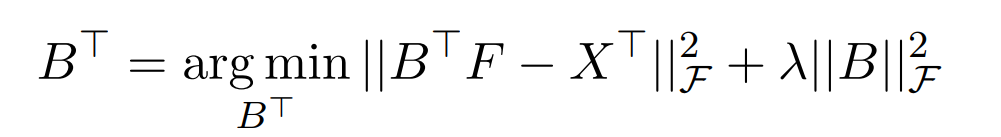 B^⊤ = arg min_{B^⊤} ||B^⊤F − X^⊤||²_ℱ + λ||B||²_ℱ